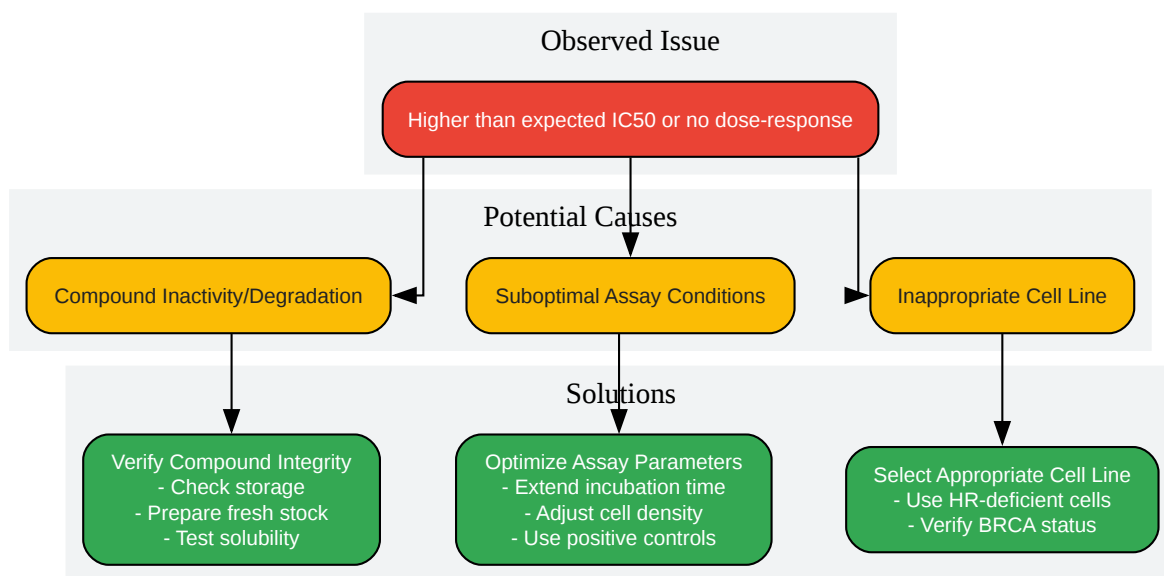 Observed Issue
Higher than expected IC50 or no dose-response
Potential Causes
Compound Inactivity/Degradation
Suboptimal Assay Conditions
Inappropriate Cell Line
Solutions
Verify Compound Integrity
- Check storage
- Prepare fresh stock
- Test solubility
Optimize Assay Parameters
- Extend incubation time
- Adjust cell density
- Use positive controls
Select Appropriate Cell Line
- Use HR-deficient cells
- Verify BRCA status